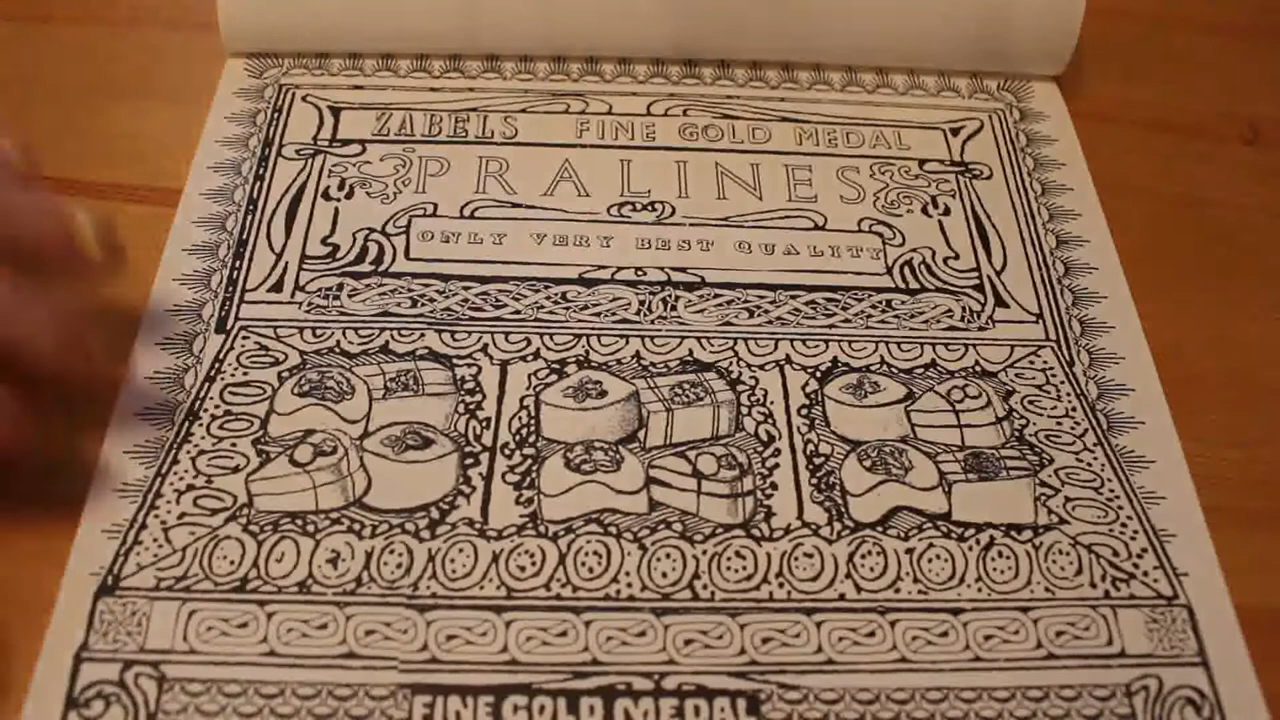 ZABELS FINE GOLD MEDAL
PRALINES
ONLY VERY BEST QUALITY
FINE GOLD MEDAL